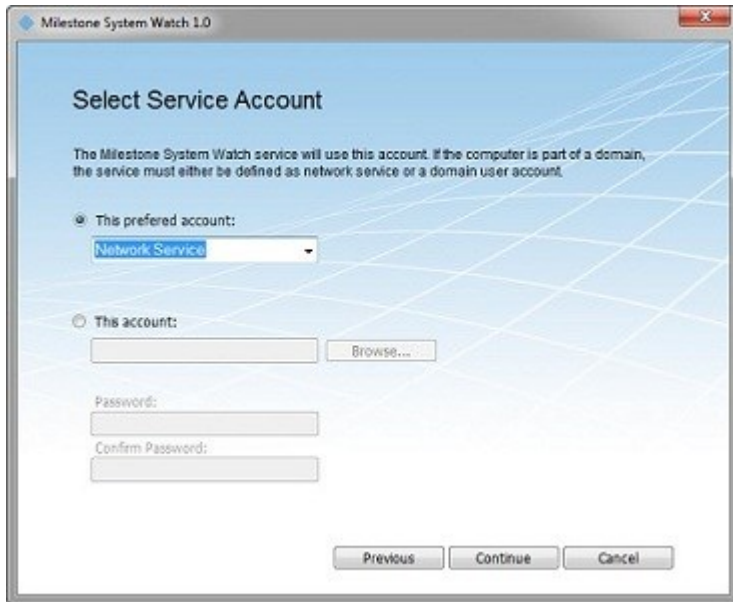 Milestone System Watch 1.0
Select Service Account
The Milestone System Watch service will use this account. If the computer is part of a domain,
the service must either be defined as network service or a domain user account.
This prefered account:
Network Service
This account:
Browse...
Password:
Confirm Password:
Previous Continue Cancel